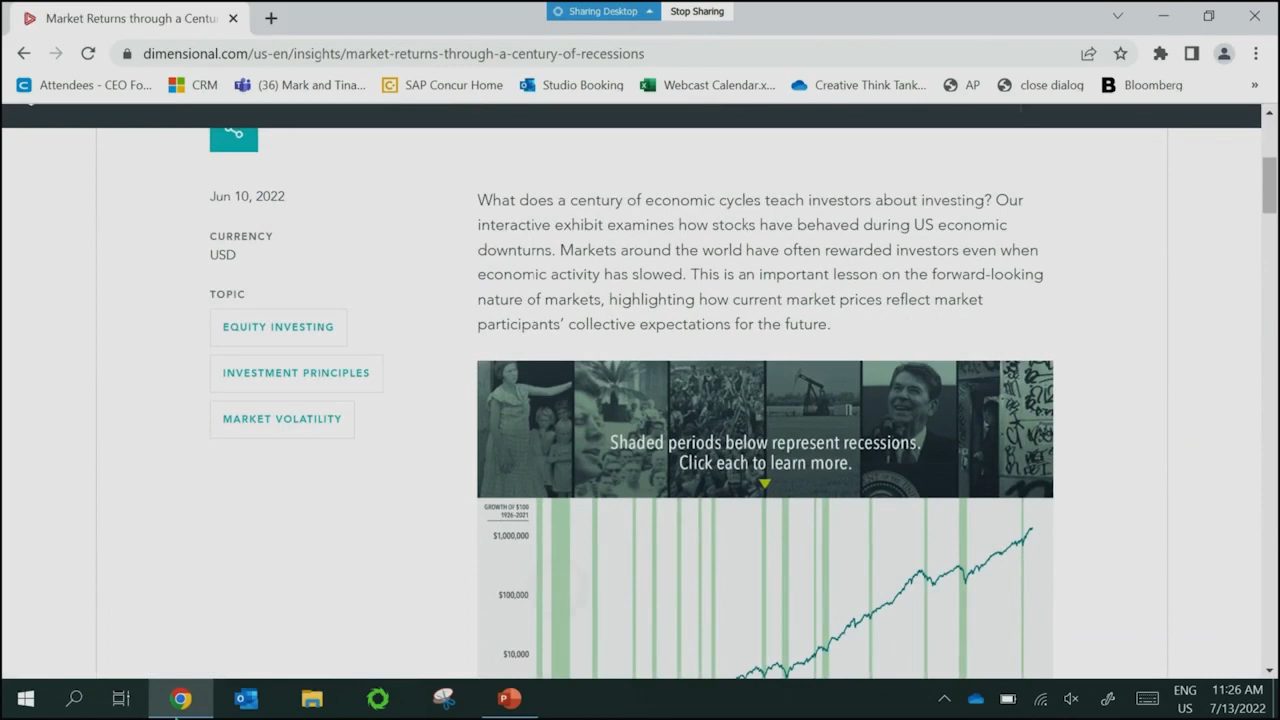 Market Returns through a Centu
Sharing Desktop
Stop Sharing
dimensional.com/us-en/insights/market-returns-through-a-century-of-recessions
Attendees - CEO Fo...
CRM
(36) Mark and Tina...
SAP Concur Home
Studio Booking
Webcast Calendar.x...
Creative Think Tank...
AP
close dialog
B Bloomberg
»
Jun 10, 2022
CURRENCY
USD
TOPIC
EQUITY INVESTING
INVESTMENT PRINCIPLES
MARKET VOLATILITY
What does a century of economic cycles teach investors about investing? Our
interactive exhibit examines how stocks have behaved during US economic
downturns. Markets around the world have often rewarded investors even when
economic activity has slowed. This is an important lesson on the forward-looking
nature of markets, highlighting how current market prices reflect market
participants’ collective expectations for the future.
Shaded periods below represent recessions.
Click each to learn more.
GROWTH OF $100
1926-2021
$1,000,000
$100,000
$10,000
ENG
US
11:26 AM
7/13/2022